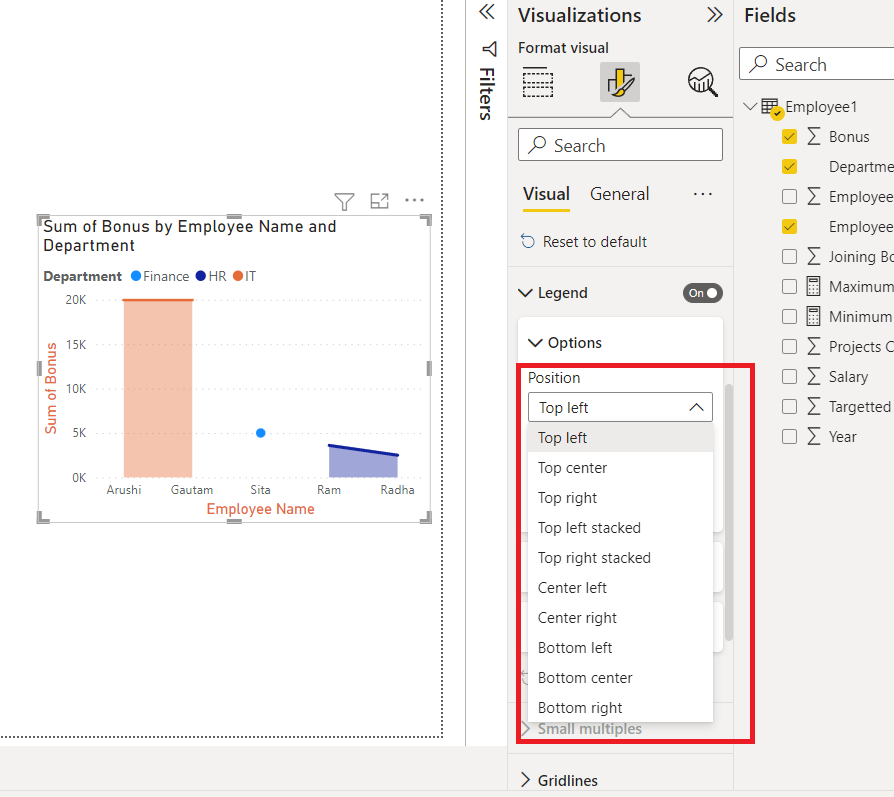 Sum of Bonus by Employee Name and
Department
Department Finance HR IT
20K
15K
10K
5K
0K
Sum of Bonus
Arushi Gautam Sita Ram Radha
Employee Name
Filters
Visualizations
Format visual
Search
Visual General
Reset to default
Legend On
Options
Position
Top left
Top left
Top center
Top right
Top left stacked
Top right stacked
Center left
Center right
Bottom left
Bottom center
Bottom right
Small multiples
Gridlines
Fields
Search
Employee1
Bonus
Departme
Employee
Employee
Joining Bo
Maximum
Minimum
Projects C
Salary
Targetted
Year